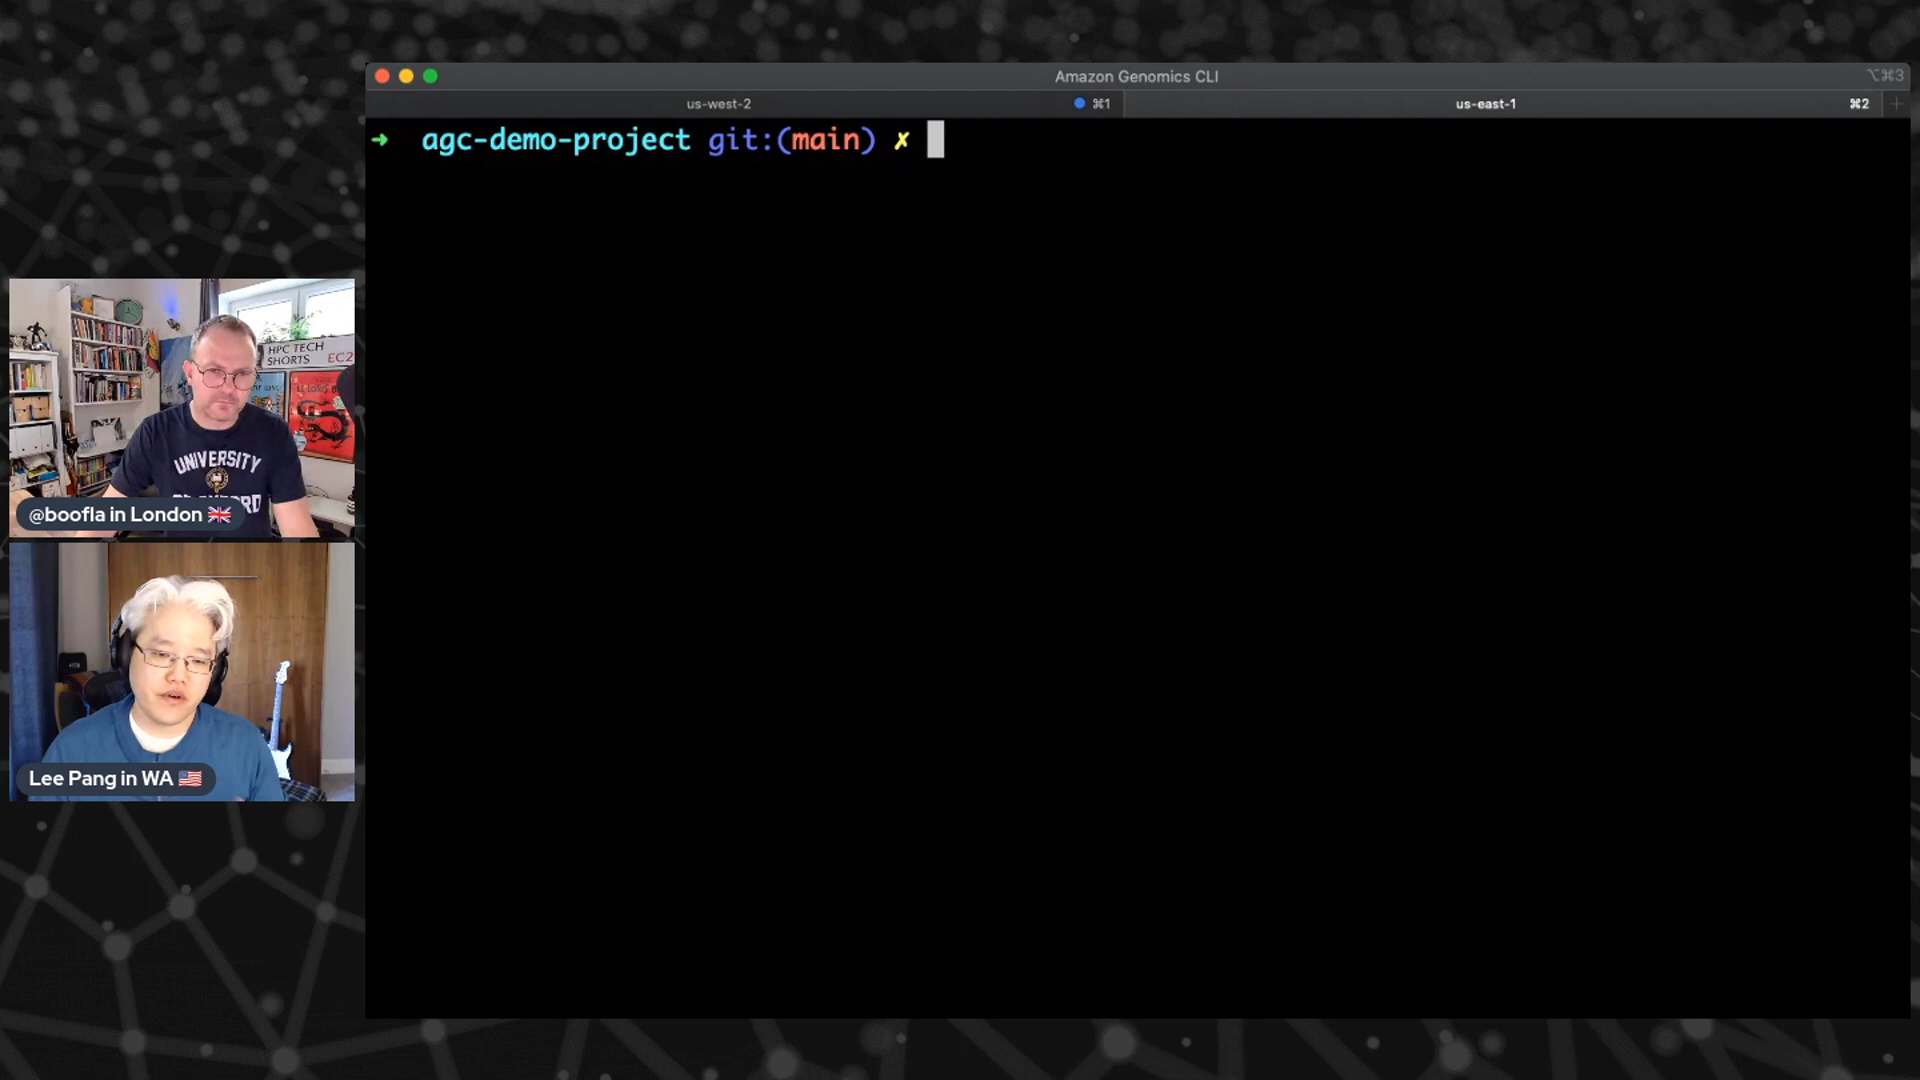 Amazon Genomics CLI
⌥⌘3
us-west-2
⌘1
us-east-1
⌘2
➜ agc-demo-project git:(main) ✗
HPC TECH
SHORTS EC2
UNIVERSITY
@boofla in London 🇬🇧
Lee Pang in WA 🇺🇸